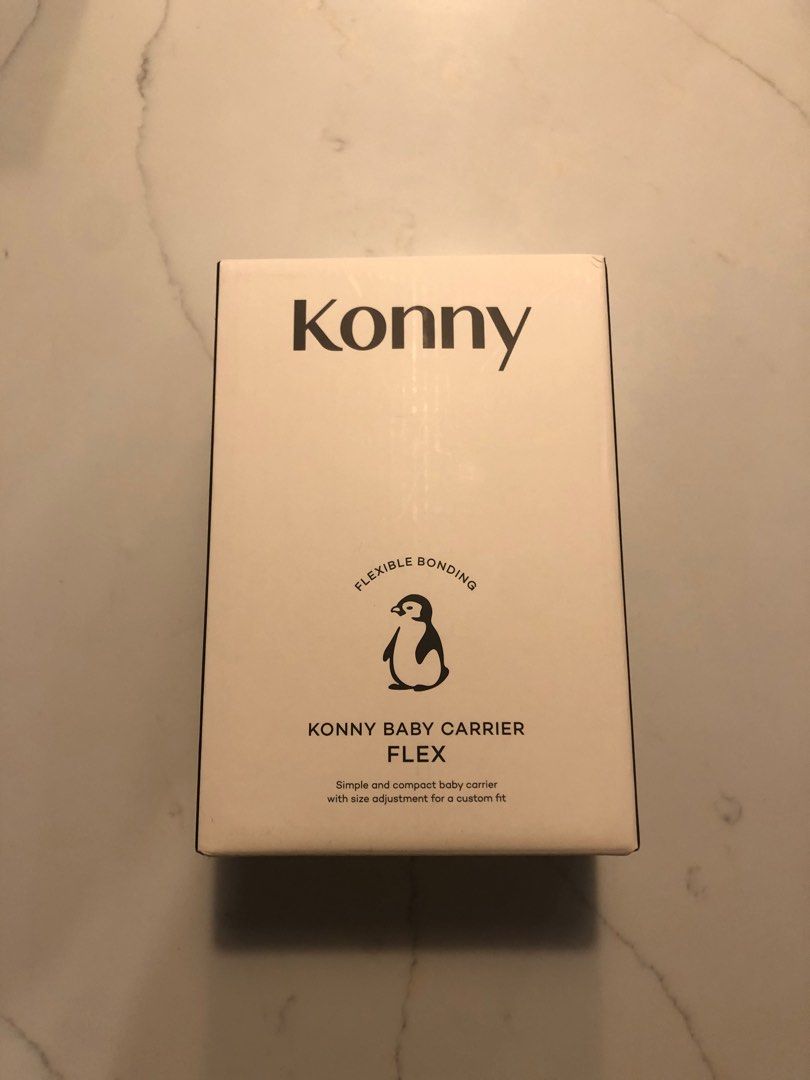 Konny
FLEXIBLE BONDING
KONNY BABY CARRIER
FLEX
Simple and compact baby carrier
with size adjustment for a custom fit